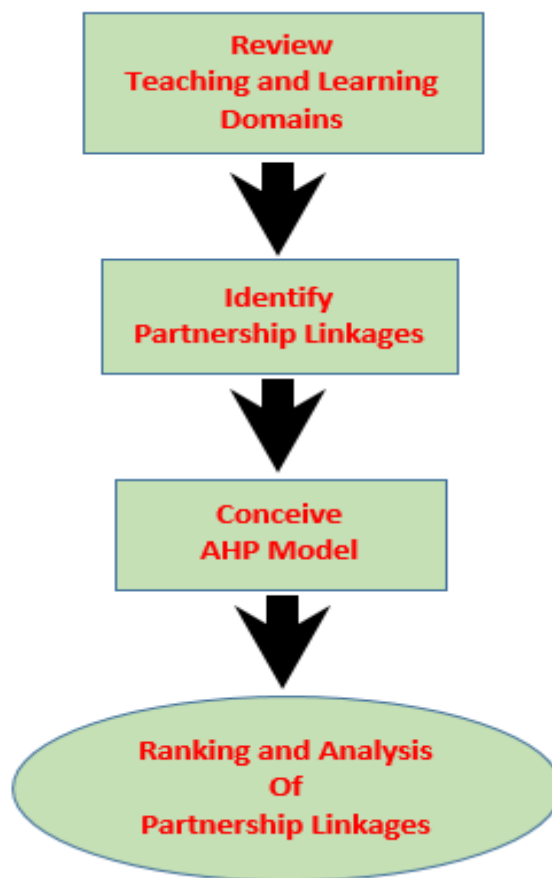 Review
Teaching and Learning
Domains
Identify
Partnership Linkages
Conceive
AHP Model
Ranking and Analysis
Of
Partnership Linkages